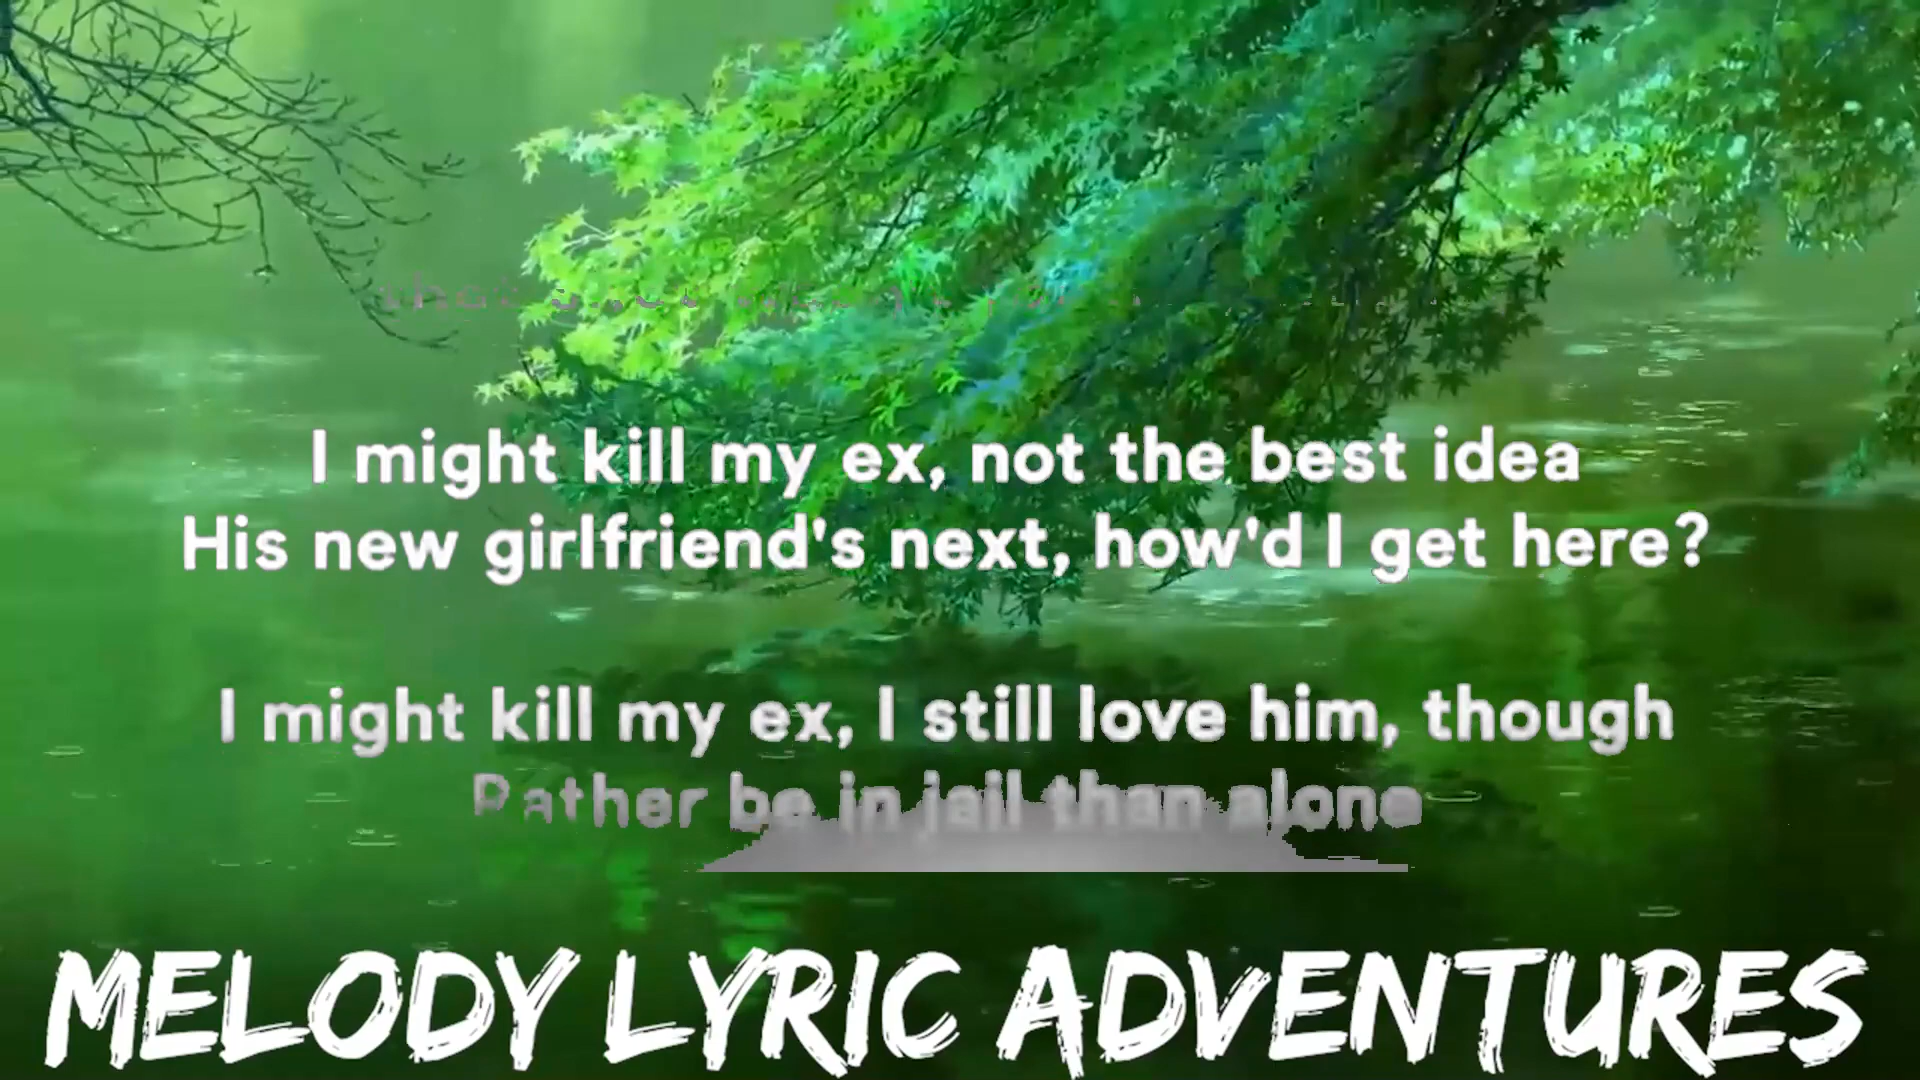 I might kill my ex, not the best idea
His new girlfriend's next, how'd I get here?
I might kill my ex, I still love him, though
Rather be in jail than alone
MELODY LYRIC ADVENTURES